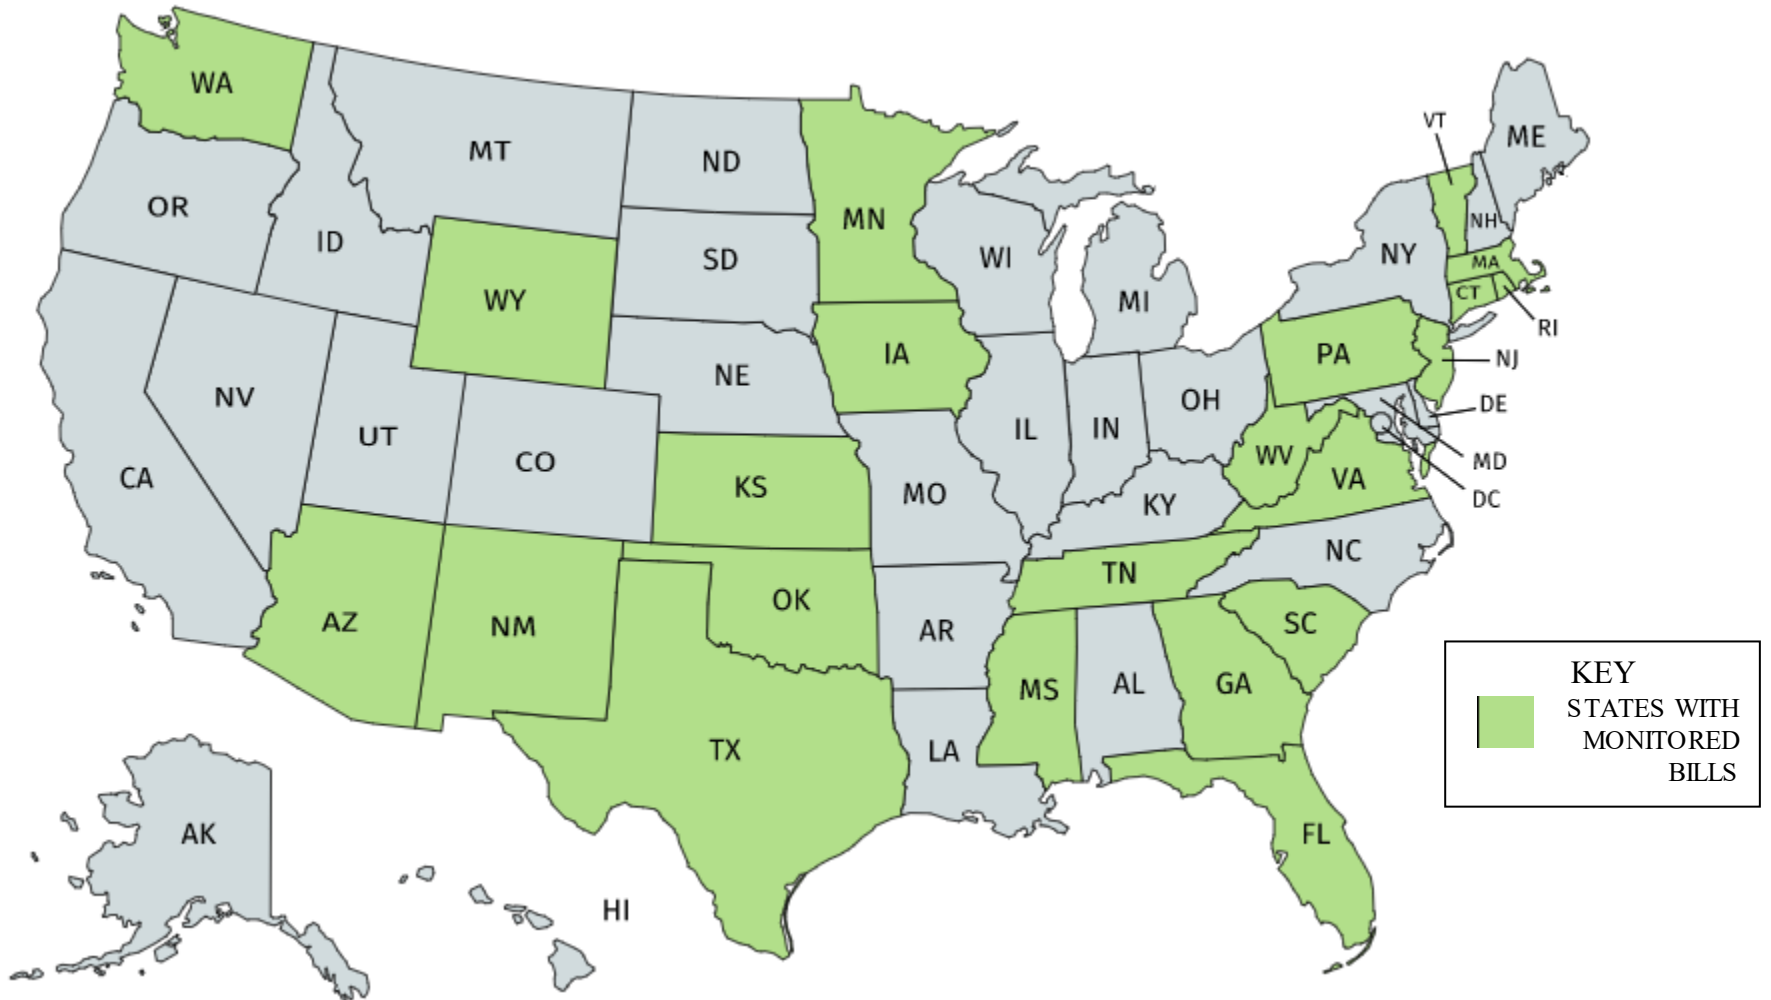 WA
MT
ND
MN
OR
ID
SD
WI
MI
WY
NE
IA
NV
UT
CO
CA
KS
MO
IL
IN
OH
KY
WV
VA
PA
NY
VT
ME
NH
MA
CT
RI
NJ
DE
MD
DC
NC
TN
SC
AZ
NM
OK
AR
MS
AL
GA
TX
LA
FL
AK
HI
KEY
STATES WITH
MONITORED
BILLS